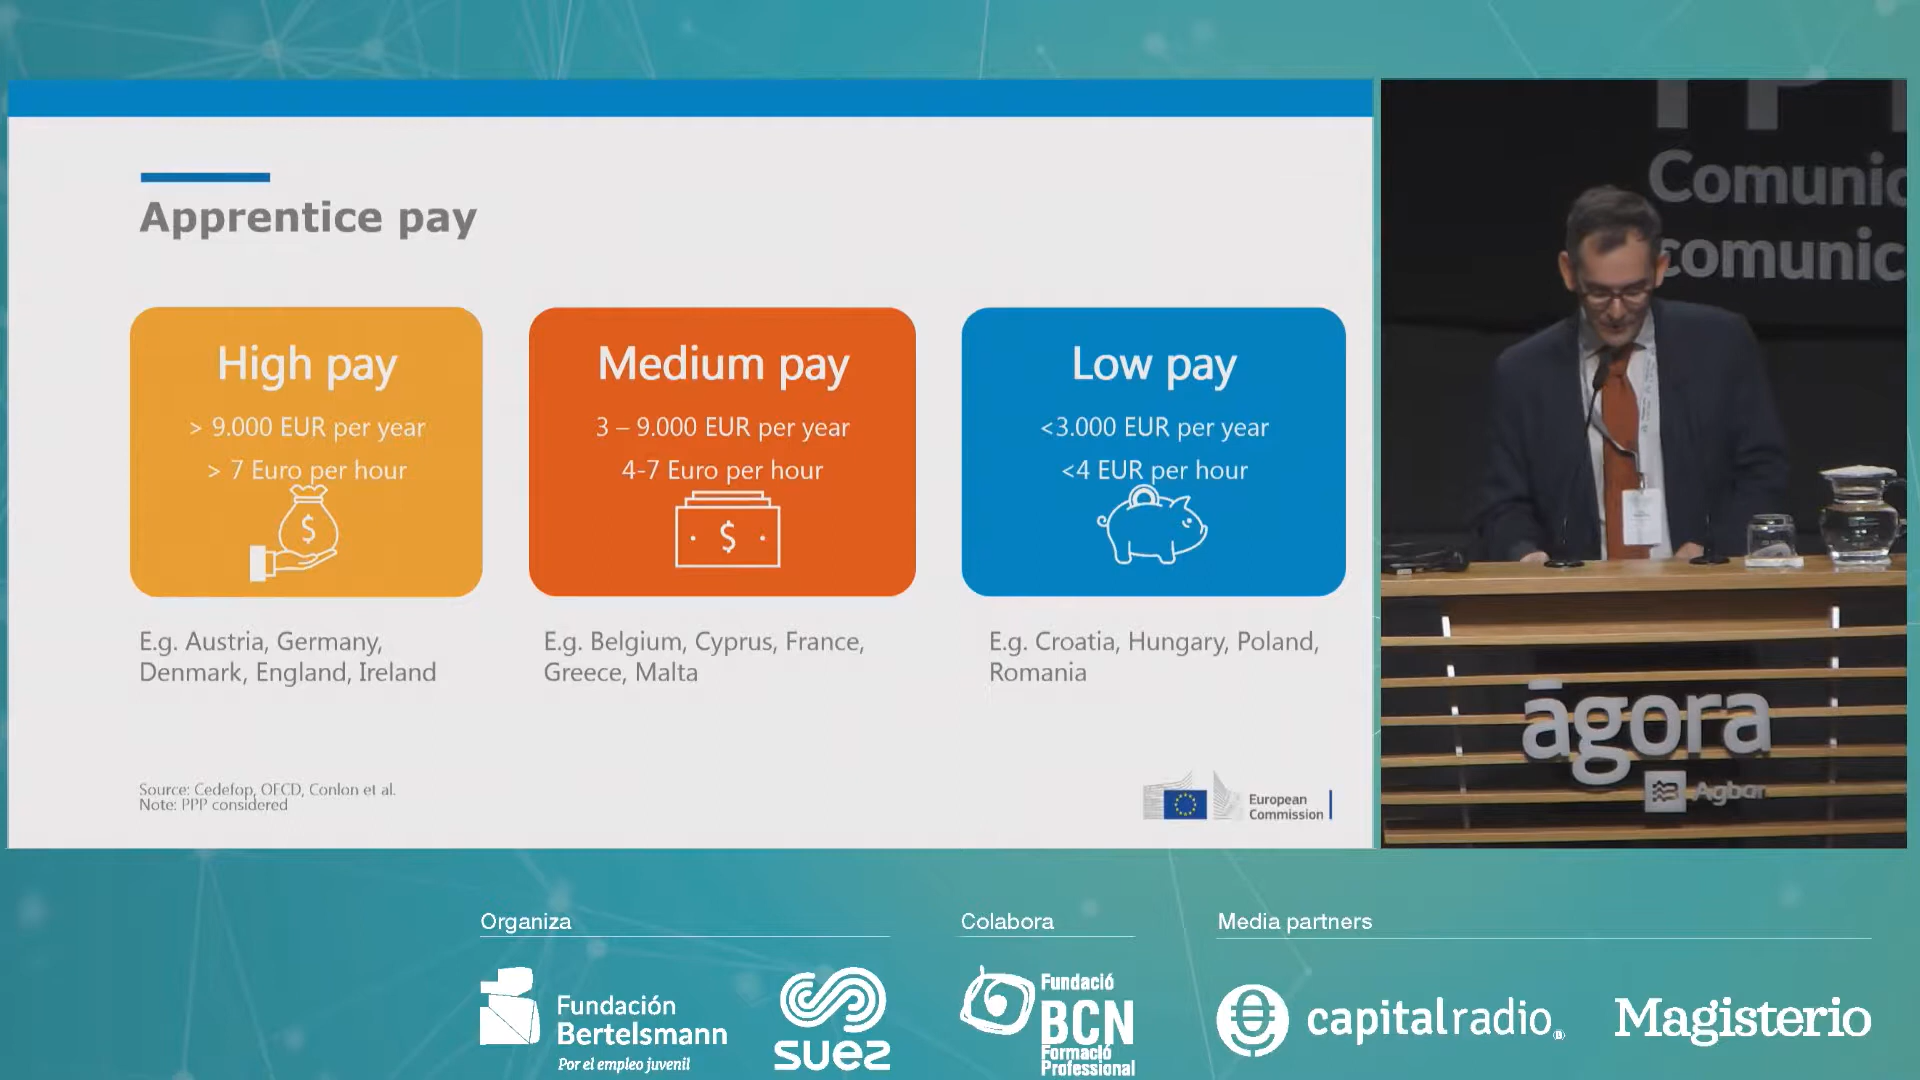 Apprentice pay
High pay
> 9.000 EUR per year
> 7 Euro per hour
$
E.g. Austria, Germany,
Denmark, England, Ireland
Medium pay
3 – 9.000 EUR per year
4-7 Euro per hour
$
E.g. Belgium, Cyprus, France,
Greece, Malta
Low pay
<3.000 EUR per year
<4 EUR per hour
E.g. Croatia, Hungary, Poland,
Romania
Source: Cedefop, OECD, Conlon et al.
Note: PPP considered
European
Commission
Comunic
comunic
āgora
Agbar
Organiza
Fundación
Bertelsmann
Por el empleo juvenil
suez
Colabora
Fundació
BCN
Formació
Professional
Media partners
capitalradio
Magisterio